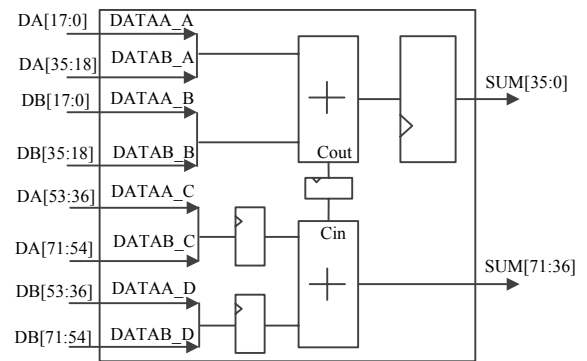 DA[17:0] DATAA_A
DA[35:18] DATAB_A
DB[17:0] DATAA_B
DB[35:18] DATAB_B
DA[53:36] DATAA_C
DA[71:54] DATAB_C
DB[53:36] DATAA_D
DB[71:54] DATAB_D
Cout
Cin
SUM[35:0]
SUM[71:36]